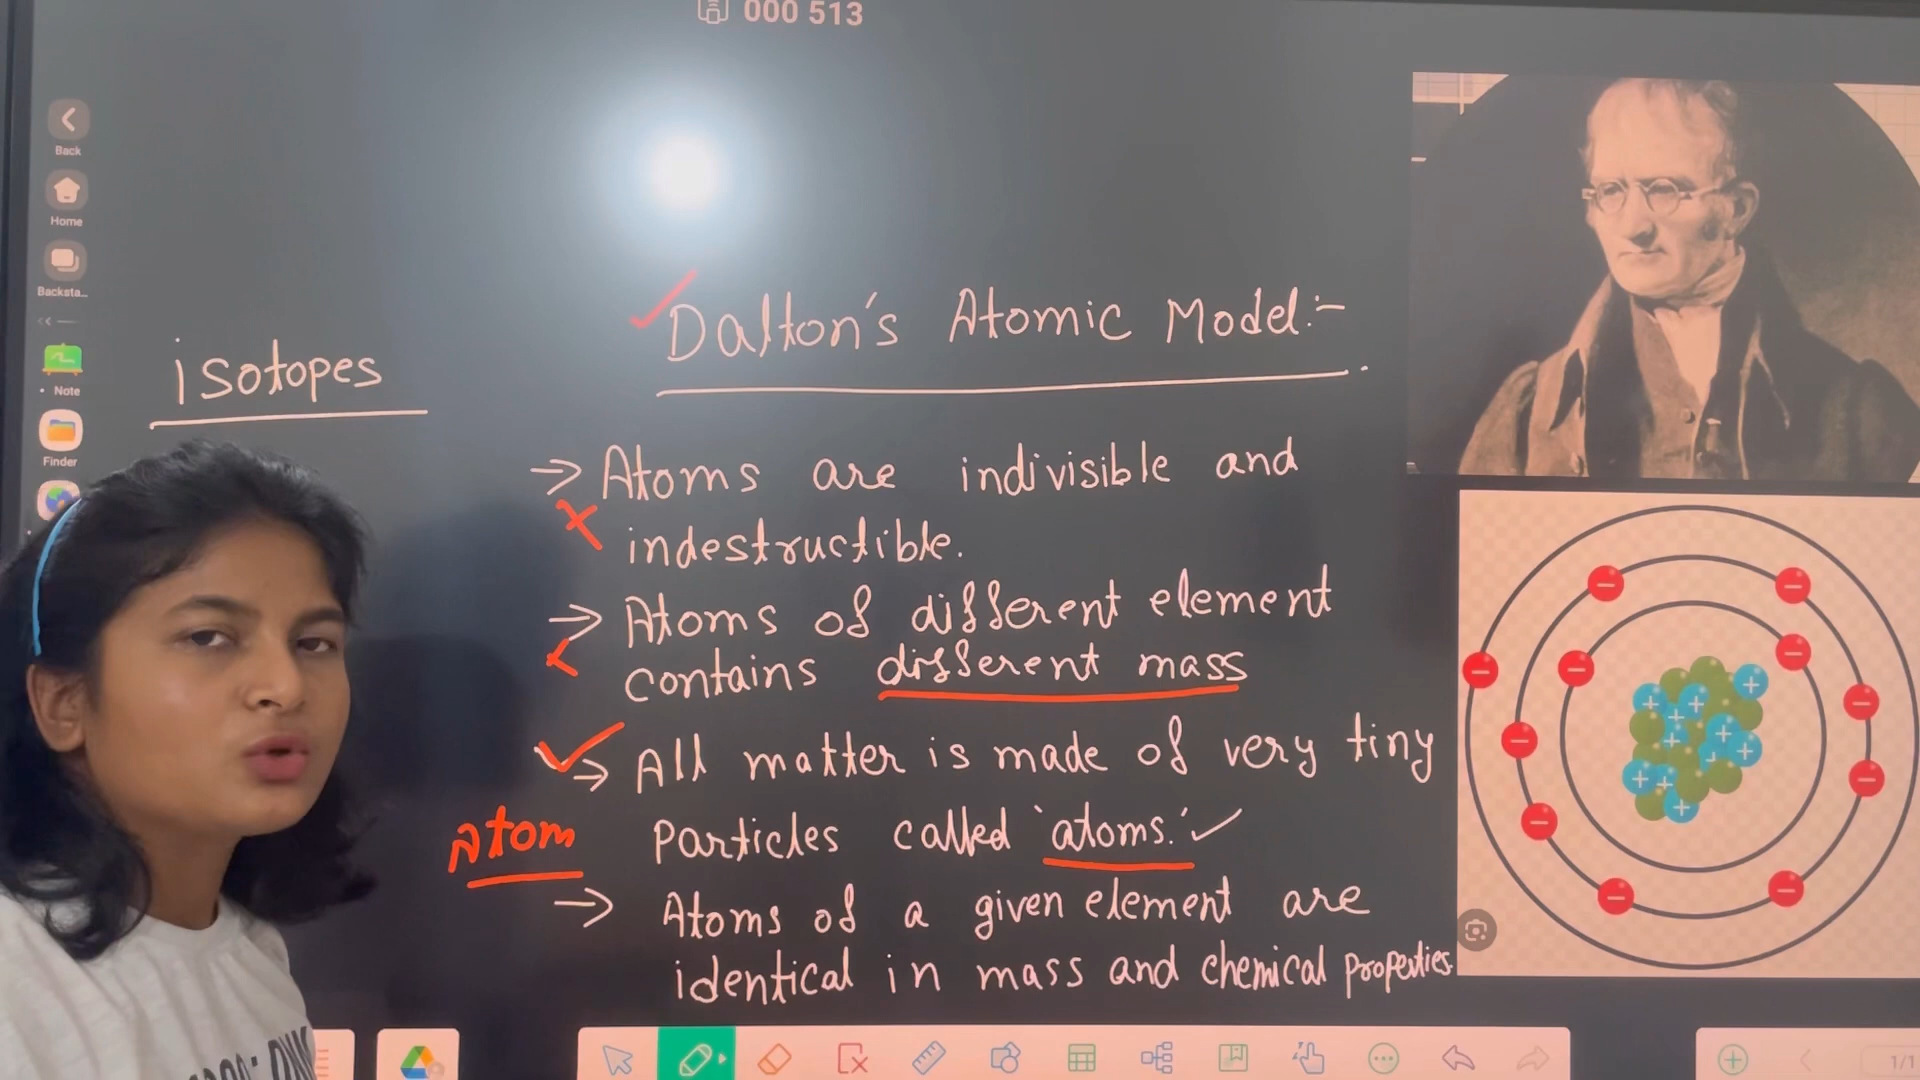 000 513
Back
Home
Backsta...
Note
Finder
isotopes
Dalton's Atomic Model:-
→ Atoms are indivisible and
indestructible.
→ Atoms of different element
contains different mass
→ All matter is made of very tiny
Particles called 'atoms.'
Atom
→ Atoms of a given element are
identical in mass and chemical properties.
1/1